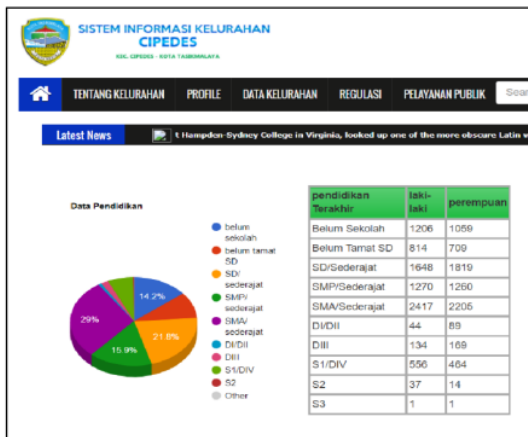 SISTEM INFORMASI KELURAHAN
CIPEDES
KEC. CIPEDES - KOTA TASIKMALAYA
TENTANG KELURAHAN PROFILE DATA KELURAHAN REGULASI PELAYANAN PUBLIK Sear
Latest News t Hampden-Sydney College in Virginia, looked up one of the more obscure Latin w
Data Pendidikan
belum sekolah
belum tamat SD
SD/ sederajat
SMP/ sederajat
SMA/ sederajat
DI/DII
DIII
S1/DIV
S2
Other
14.2%
21.8%
15.9%
29%
pendidikan Terakhir laki-laki perempuan
Belum Sekolah 1206 1059
Belum Tamat SD 814 709
SD/Sederajat 1648 1819
SMP/Sederajat 1270 1260
SMA/Sederajat 2417 2205
DI/DII 44 89
DIII 134 169
S1/DIV 556 464
S2 37 14
S3 1 1